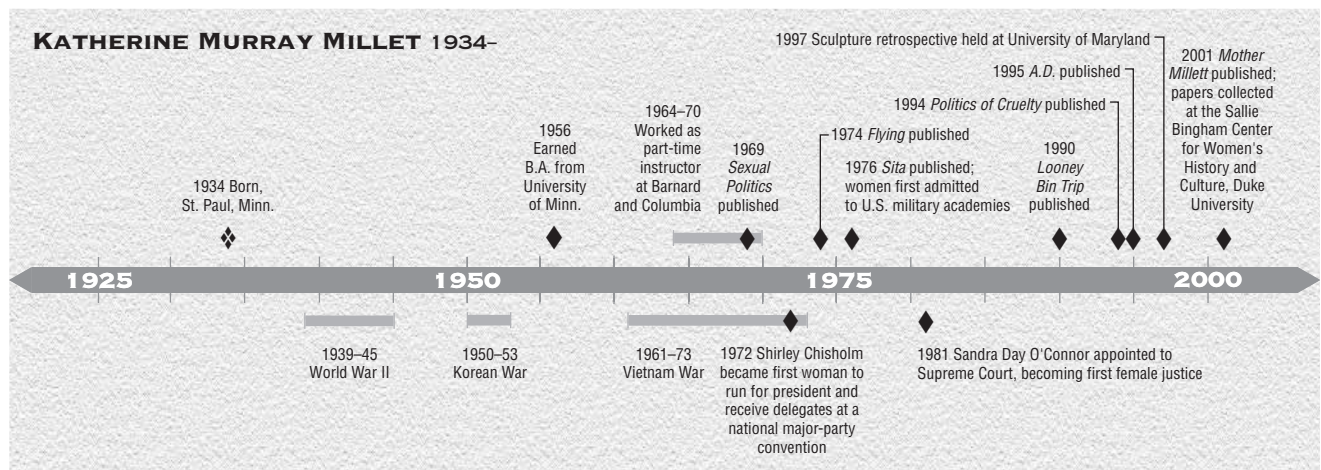 KATHERINE MURRAY MILLET 1934–
1997 Sculpture retrospective held at University of Maryland
1995 A.D. published
1994 Politics of Cruelty published
2001 Mother
Millett published;
papers collected
at the Sallie
Bingham Center
for Women's
History and
Culture, Duke
University
1934 Born,
St. Paul, Minn.
1956
Earned
B.A. from
University
of Minn.
1964–70
Worked as
part-time
instructor
at Barnard
and Columbia
1969
Sexual
Politics
published
1974 Flying published
1976 Sita published;
women first admitted
to U.S. military academies
1990
Looney
Bin Trip
published
1925 1950 1975 2000
1939–45
World War II
1950–53
Korean War
1961–73
Vietnam War
1972 Shirley Chisholm
became first woman to
run for president and
receive delegates at a
national major-party
convention
1981 Sandra Day O'Connor appointed to
Supreme Court, becoming first female justice